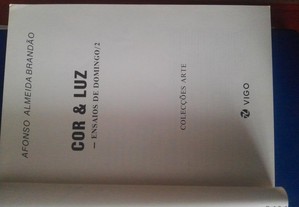 AFONSO ALMEIDA BRANDÃO
COR & LUZ
— ENSAIOS DE DOMINGO/2
COLECÇÕES ARTE
VIGO